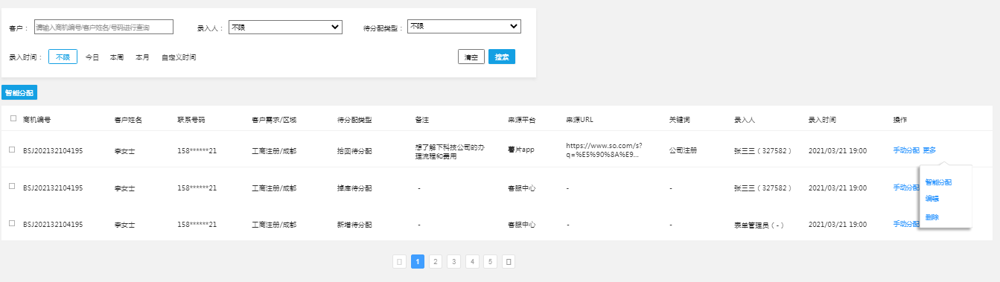 客户： 请输入商机编号/客户姓名/号码进行查询 录入人： 不限 待分配类型： 不限
录入时间： 不限 今日 本周 本月 自定义时间 清空 搜索
智能分配
商机编号 客户姓名 联系号码 客户需求/区域 待分配类型 备注 来源平台 来源URL 关键词 录入人 录入时间 操作
BSJ202132104195 李女士 158******21 工商注册/成都 拾回待分配 想了解下科技公司的办 薯片app https://www.so.com/s? 公司注册 张三三（327582） 2021/03/21 19:00 手动分配 更多
理流程和费用 q=%E5%90%8A%E9...
智能分配
BSJ202132104195 李女士 158******21 工商注册/成都 掉库待分配 - 客服中心 - - 张三三（327582） 2021/03/21 19:00 手动分配
编辑
删除
BSJ202132104195 李女士 158******21 工商注册/成都 新增待分配 - 客服中心 - - 表单管理员（-） 2021/03/21 19:00 手动分配
1 2 3 4 5